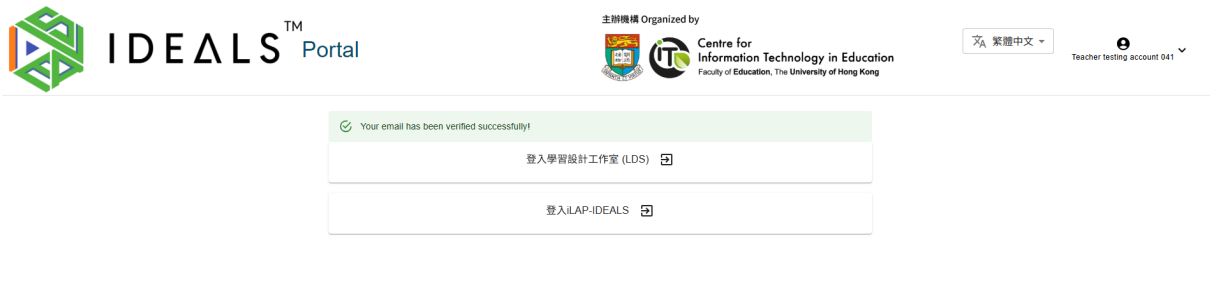 IDEALS™ Portal
主辦機構 Organized by
Centre for
Information Technology in Education
Faculty of Education, The University of Hong Kong
繁體中文
Teacher testing account 041
Your email has been verified successfully!
登入學習設計工作室 (LDS)
登入iLAP-IDEALS